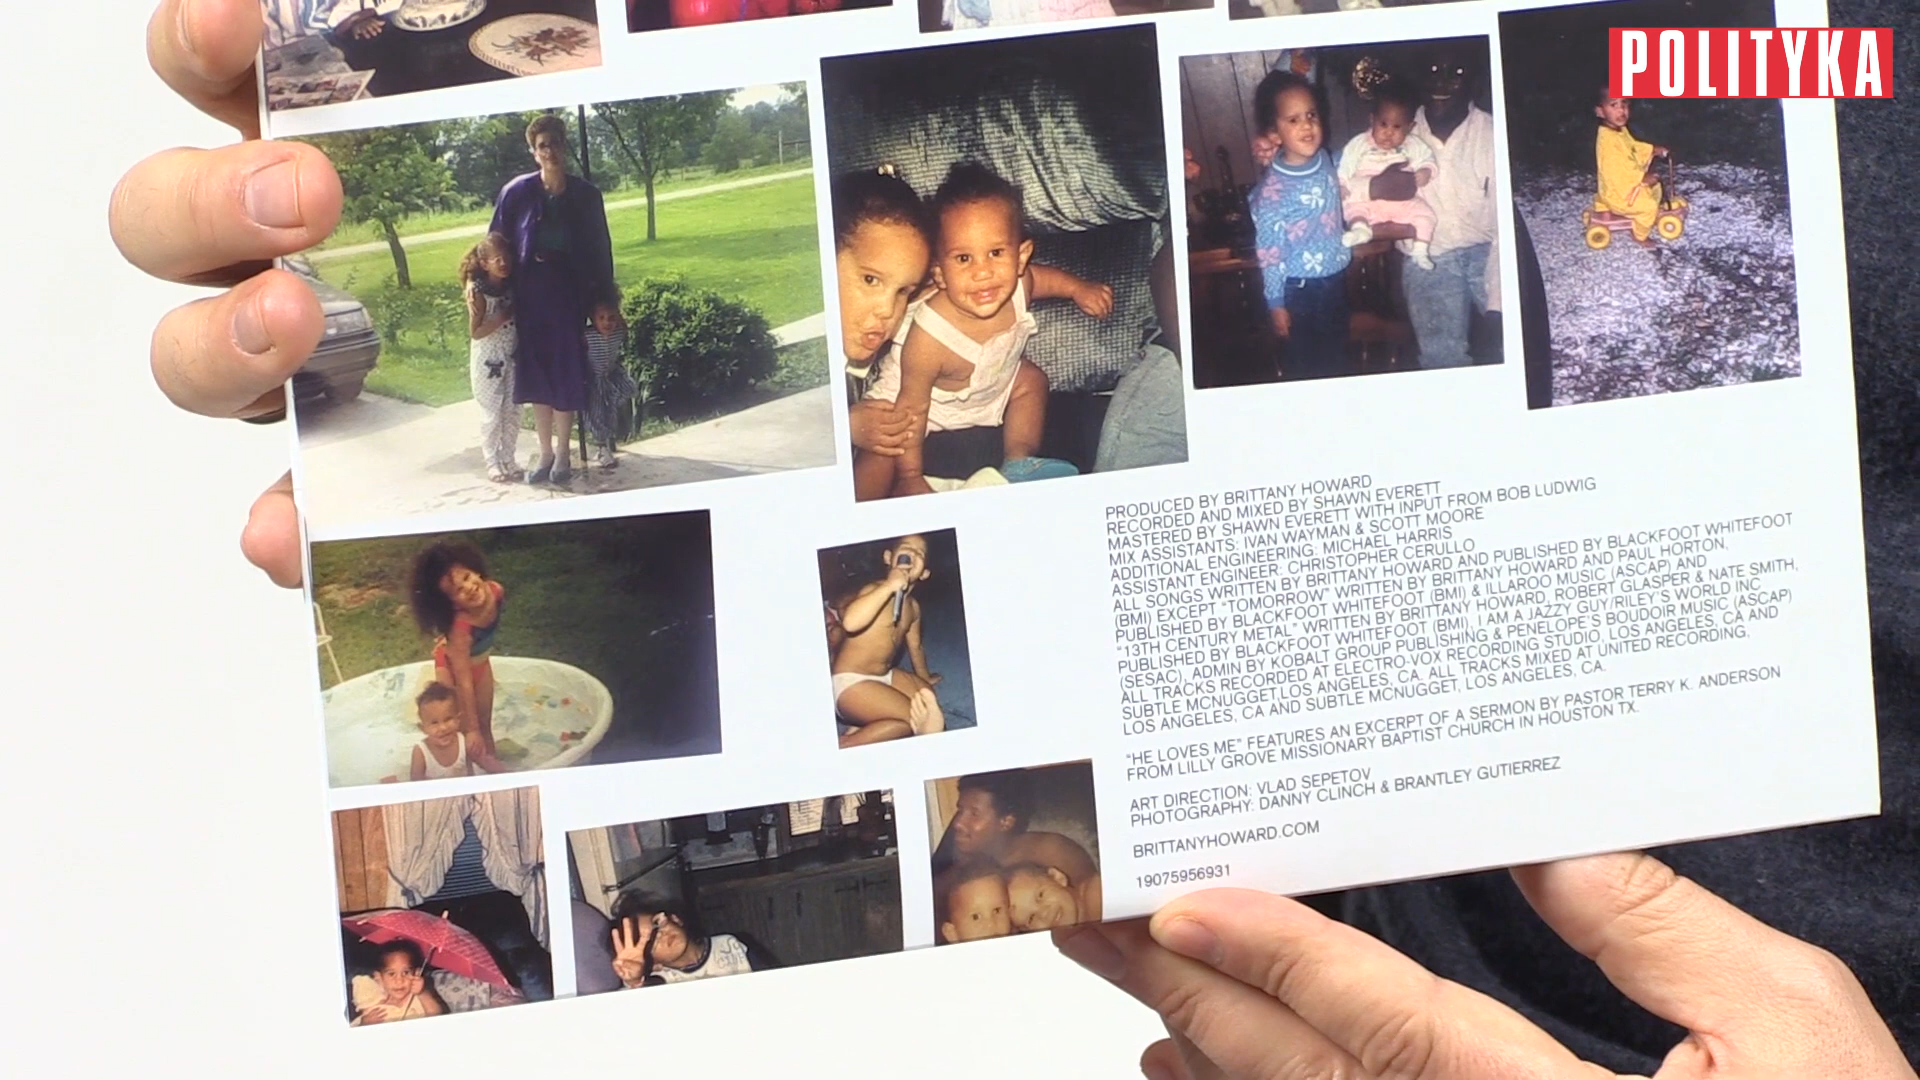 POLITYKA
PRODUCED BY BRITTANY HOWARD
RECORDED AND MIXED BY SHAWN EVERETT
MASTERED BY SHAWN EVERETT WITH INPUT FROM BOB LUDWIG
MIX ASSISTANTS: IVAN WAYMAN & SCOTT MOORE
ADDITIONAL ENGINEERING: MICHAEL HARRIS
ASSISTANT ENGINEER: CHRISTOPHER CERULLO
ALL SONGS WRITTEN BY BRITTANY HOWARD AND PUBLISHED BY BLACKFOOT WHITEFOOT
(BMI) EXCEPT "TOMORROW" WRITTEN BY BRITTANY HOWARD AND PAUL HORTON,
PUBLISHED BY BLACKFOOT WHITEFOOT (BMI) & ILLAROO MUSIC (ASCAP) AND
"13TH CENTURY METAL" WRITTEN BY BRITTANY HOWARD, ROBERT GLASPER & NATE SMITH,
PUBLISHED BY BLACKFOOT WHITEFOOT (BMI), I AM A JAZZY GUY/RILEY'S WORLD INC
(SESAC), ADMIN BY KOBALT GROUP PUBLISHING & PENELOPE'S BOUDOIR MUSIC (ASCAP)
ALL TRACKS RECORDED AT ELECTRO-VOX RECORDING STUDIO, LOS ANGELES, CA AND
SUBTLE MCNUGGET,LOS ANGELES, CA. ALL TRACKS MIXED AT UNITED RECORDING,
LOS ANGELES, CA AND SUBTLE MCNUGGET, LOS ANGELES, CA.
"HE LOVES ME" FEATURES AN EXCERPT OF A SERMON BY PASTOR TERRY K. ANDERSON
FROM LILLY GROVE MISSIONARY BAPTIST CHURCH IN HOUSTON TX.
ART DIRECTION: VLAD SEPETOV
PHOTOGRAPHY: DANNY CLINCH & BRANTLEY GUTIERREZ
BRITTANYHOWARD.COM
19075956931